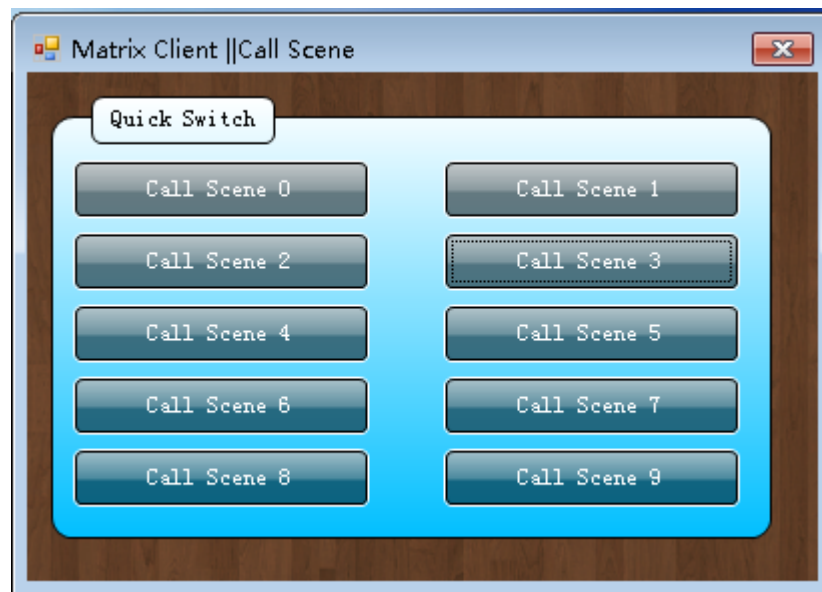 Matrix Client ||Call Scene
Quick Switch
Call Scene 0
Call Scene 1
Call Scene 2
Call Scene 3
Call Scene 4
Call Scene 5
Call Scene 6
Call Scene 7
Call Scene 8
Call Scene 9